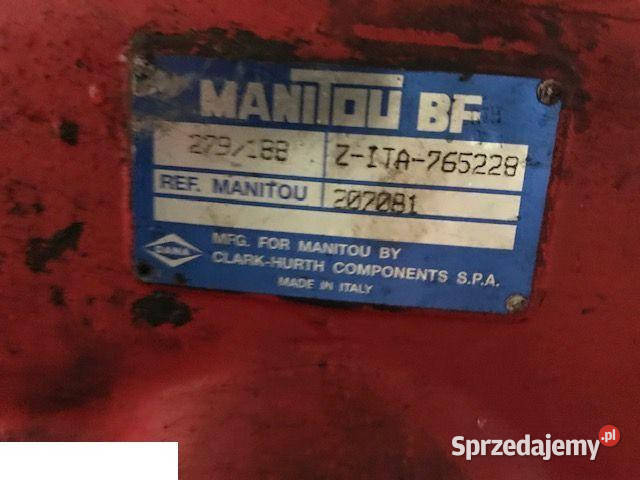 MANITOU BF
279/188 Z-ITA-765228
REF. MANITOU 207081
DANA
MFG. FOR MANITOU BY
CLARK-HURTH COMPONENTS S.P.A.
MADE IN ITALY
Sprzedajemy.pl